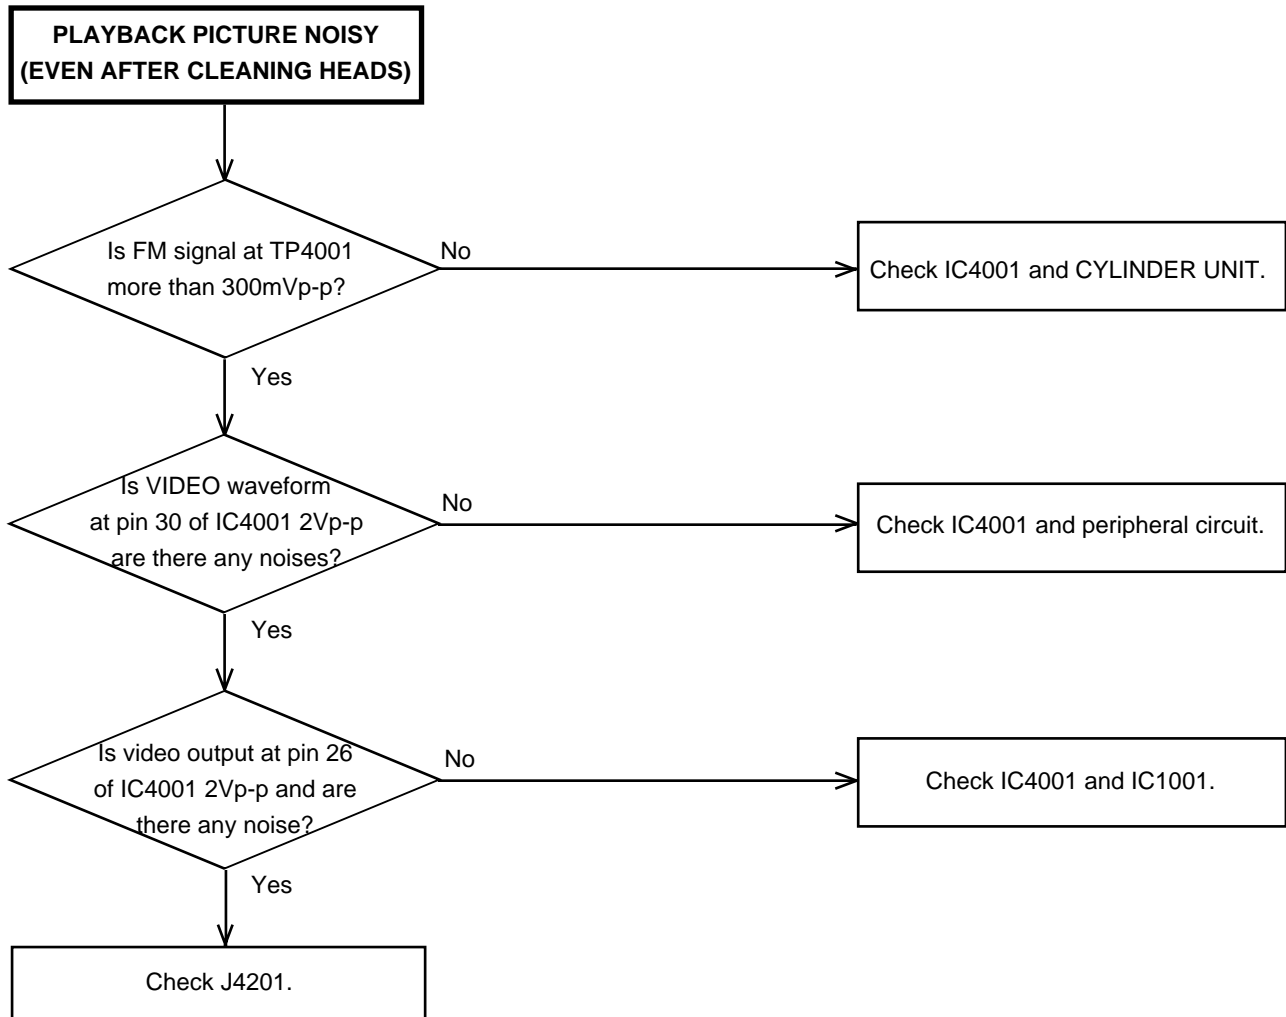 PLAYBACK PICTURE NOISY
(EVEN AFTER CLEANING HEADS)
Is FM signal at TP4001
more than 300mVp-p?
No
Check IC4001 and CYLINDER UNIT.
Yes
Is VIDEO waveform
at pin 30 of IC4001 2Vp-p
are there any noises?
No
Check IC4001 and peripheral circuit.
Yes
Is video output at pin 26
of IC4001 2Vp-p and are
there any noise?
No
Check IC4001 and IC1001.
Yes
Check J4201.